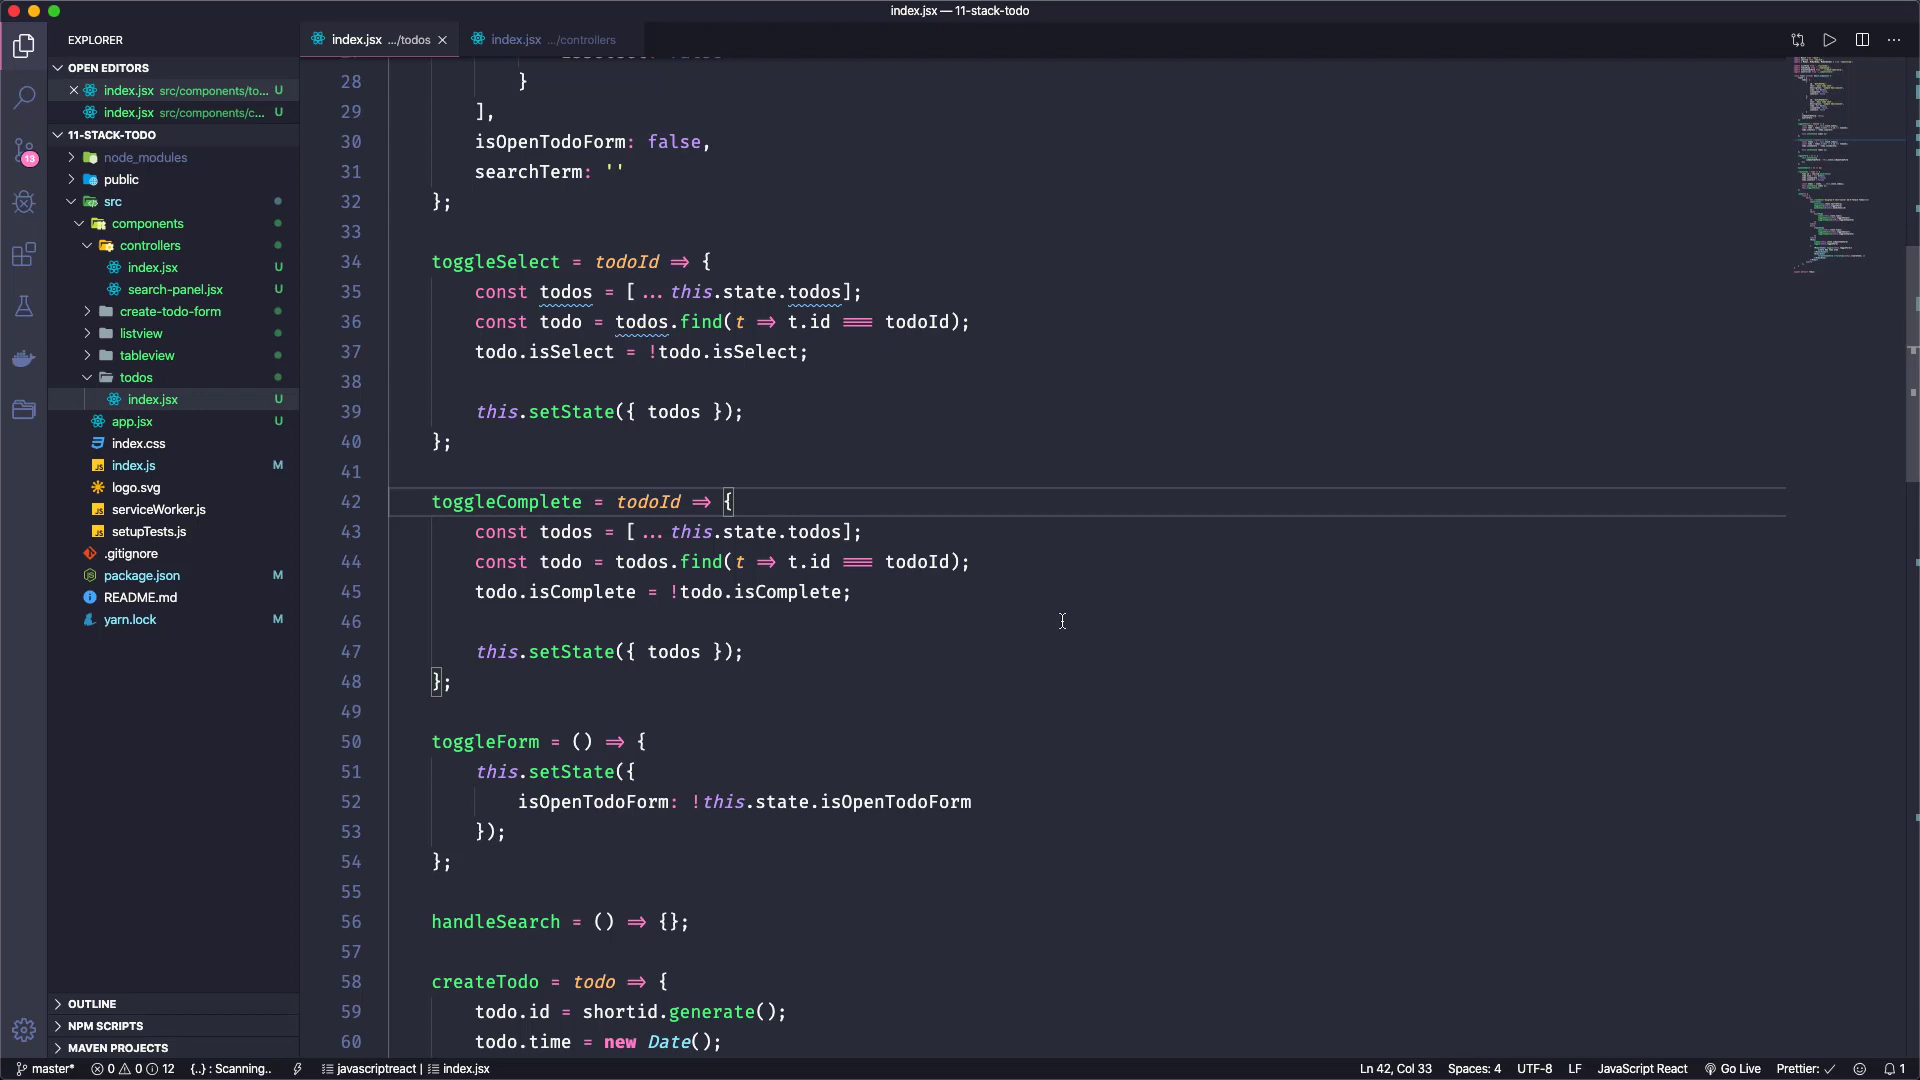 index.jsx — 11-stack-todo
EXPLORER
index.jsx .../todos
index.jsx .../controllers
OPEN EDITORS
index.jsx src/components/to... U
index.jsx src/components/c... U
11-STACK-TODO
node_modules
public
src
components
controllers
index.jsx U
search-panel.jsx U
create-todo-form
listview
tableview
todos
index.jsx U
app.jsx U
index.css
index.js M
logo.svg
serviceWorker.js
setupTests.js
.gitignore
package.json M
README.md
yarn.lock M
13
OUTLINE
NPM SCRIPTS
MAVEN PROJECTS
28 }
29 ],
30 isOpenTodoForm: false,
31 searchTerm: ''
32 };
33
34 toggleSelect = todoId => {
35 const todos = [...this.state.todos];
36 const todo = todos.find(t => t.id === todoId);
37 todo.isSelect = !todo.isSelect;
38
39 this.setState({ todos });
40 };
41
42 toggleComplete = todoId => {
43 const todos = [...this.state.todos];
44 const todo = todos.find(t => t.id === todoId);
45 todo.isComplete = !todo.isComplete;
46
47 this.setState({ todos });
48 };
49
50 toggleForm = () => {
51 this.setState({
52 isOpenTodoForm: !this.state.isOpenTodoForm
53 });
54 };
55
56 handleSearch = () => {};
57
58 createTodo = todo => {
59 todo.id = shortid.generate();
60 todo.time = new Date();
master* 0 0 12 {..} : Scanning.. javascriptreact | index.jsx Ln 42, Col 33 Spaces: 4 UTF-8 LF JavaScript React Go Live Prettier: ✓ 1